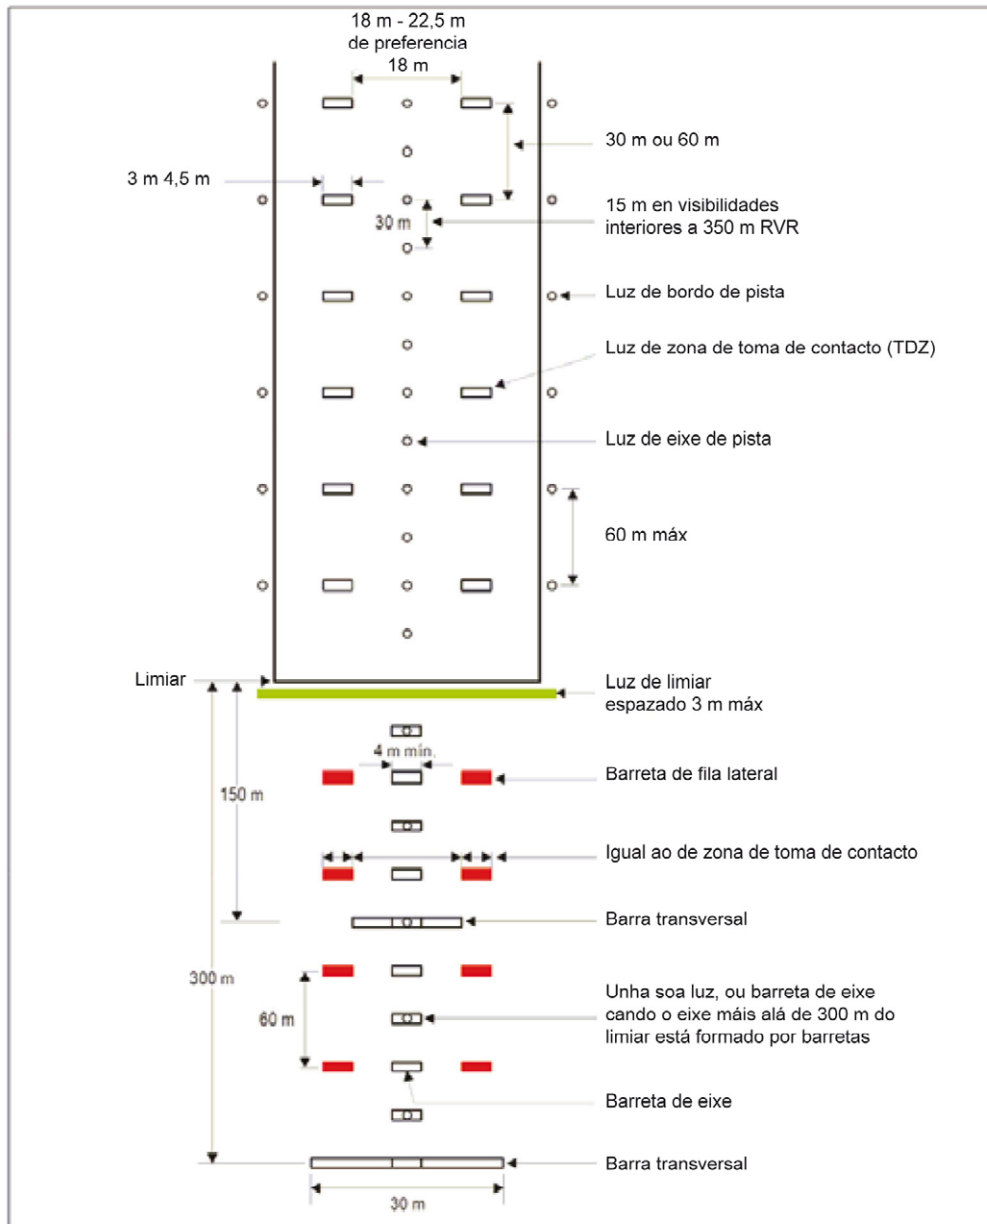 18 m - 22,5 m
de preferencia
18 m
30 m ou 60 m
3 m 4,5 m
15 m en visibilidades
interiores a 350 m RVR
30 m
Luz de bordo de pista
Luz de zona de toma de contacto (TDZ)
Luz de eixe de pista
60 m máx
Limiar
Luz de limiar
espazado 3 m máx
4 m mín.
Barreta de fila lateral
150 m
Igual ao de zona de toma de contacto
Barra transversal
300 m
Unha soa luz, ou barreta de eixe
cando o eixe máis alá de 300 m do
limiar está formado por barretas
60 m
Barreta de eixe
Barra transversal
30 m